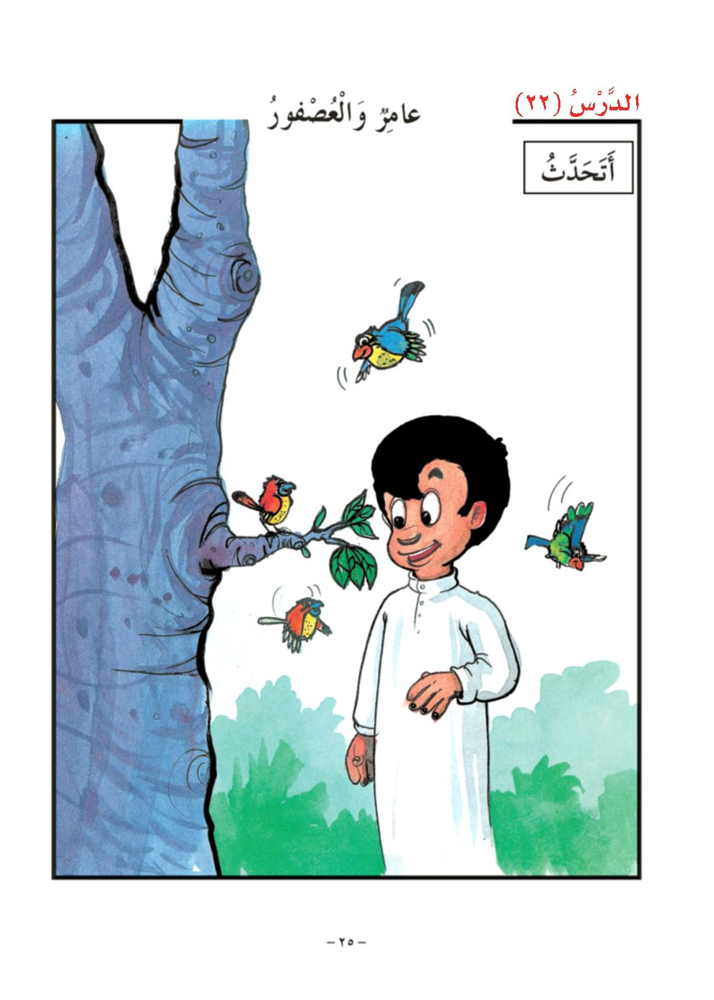 الدَّرْسُ (٢٢)
عامِرٌ وَالْعُصْفورُ
أَتَحَدَّثُ
– ٢٥ –